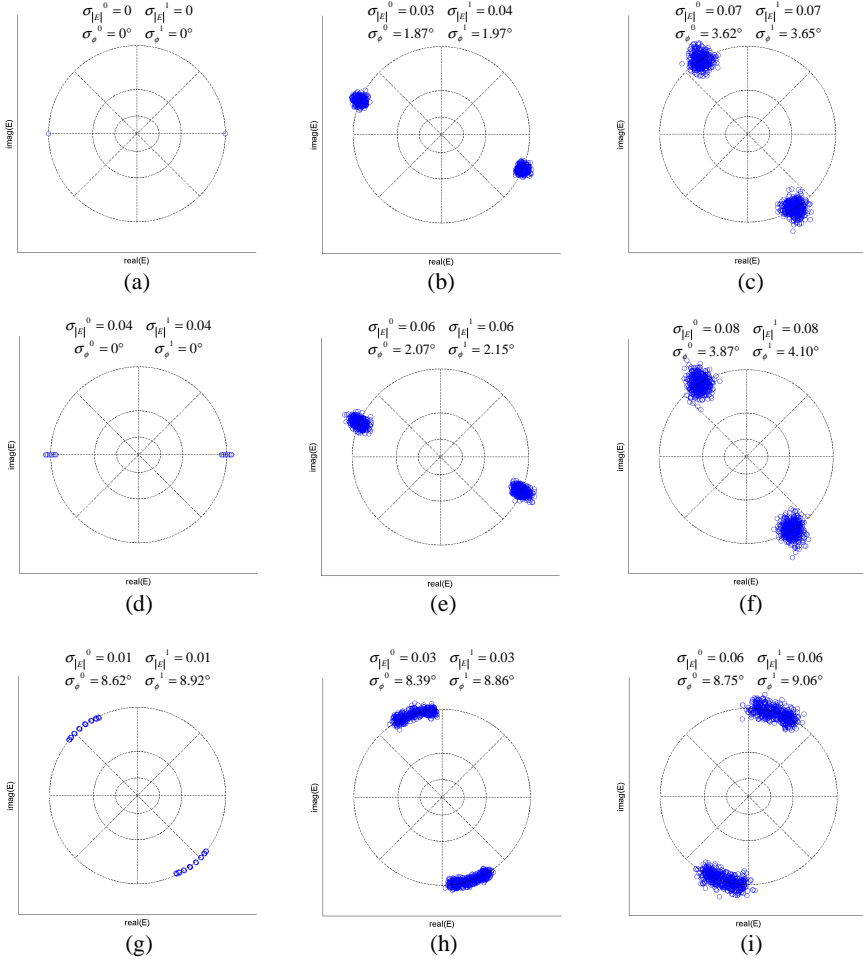 σ|E|⁰ = 0 σ|E|¹ = 0
σϕ⁰ = 0° σϕ¹ = 0°
imag(E)
real(E)
(a)
σ|E|⁰ = 0.03 σ|E|¹ = 0.04
σϕ⁰ = 1.87° σϕ¹ = 1.97°
imag(E)
real(E)
(b)
σ|E|⁰ = 0.07 σ|E|¹ = 0.07
σϕ⁰ = 3.62° σϕ¹ = 3.65°
imag(E)
real(E)
(c)
σ|E|⁰ = 0.04 σ|E|¹ = 0.04
σϕ⁰ = 0° σϕ¹ = 0°
imag(E)
real(E)
(d)
σ|E|⁰ = 0.06 σ|E|¹ = 0.06
σϕ⁰ = 2.07° σϕ¹ = 2.15°
imag(E)
real(E)
(e)
σ|E|⁰ = 0.08 σ|E|¹ = 0.08
σϕ⁰ = 3.87° σϕ¹ = 4.10°
imag(E)
real(E)
(f)
σ|E|⁰ = 0.01 σ|E|¹ = 0.01
σϕ⁰ = 8.62° σϕ¹ = 8.92°
imag(E)
real(E)
(g)
σ|E|⁰ = 0.03 σ|E|¹ = 0.03
σϕ⁰ = 8.39° σϕ¹ = 8.86°
imag(E)
real(E)
(h)
σ|E|⁰ = 0.06 σ|E|¹ = 0.06
σϕ⁰ = 8.75° σϕ¹ = 9.06°
imag(E)
real(E)
(i)